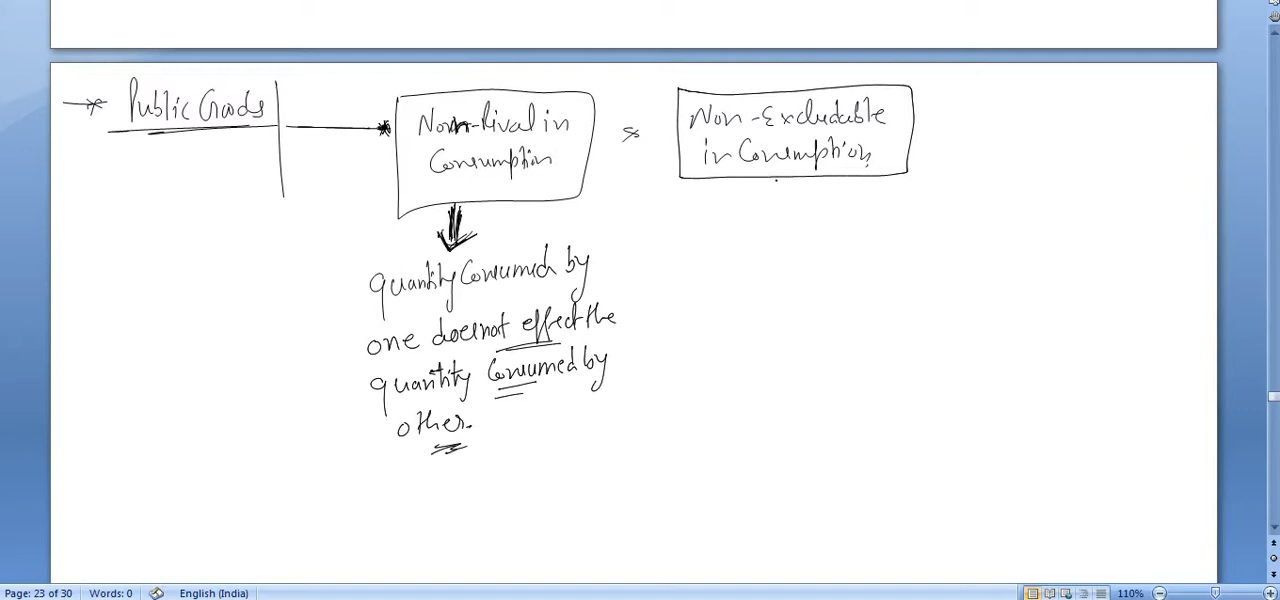 Public Goods
Non-Rival in
Consumption
&
Non-Excludable
in Consumption
quantity Consumed by
one does not effect the
quantity Consumed by
other.
Page: 23 of 30
Words: 0
English (India)
110%